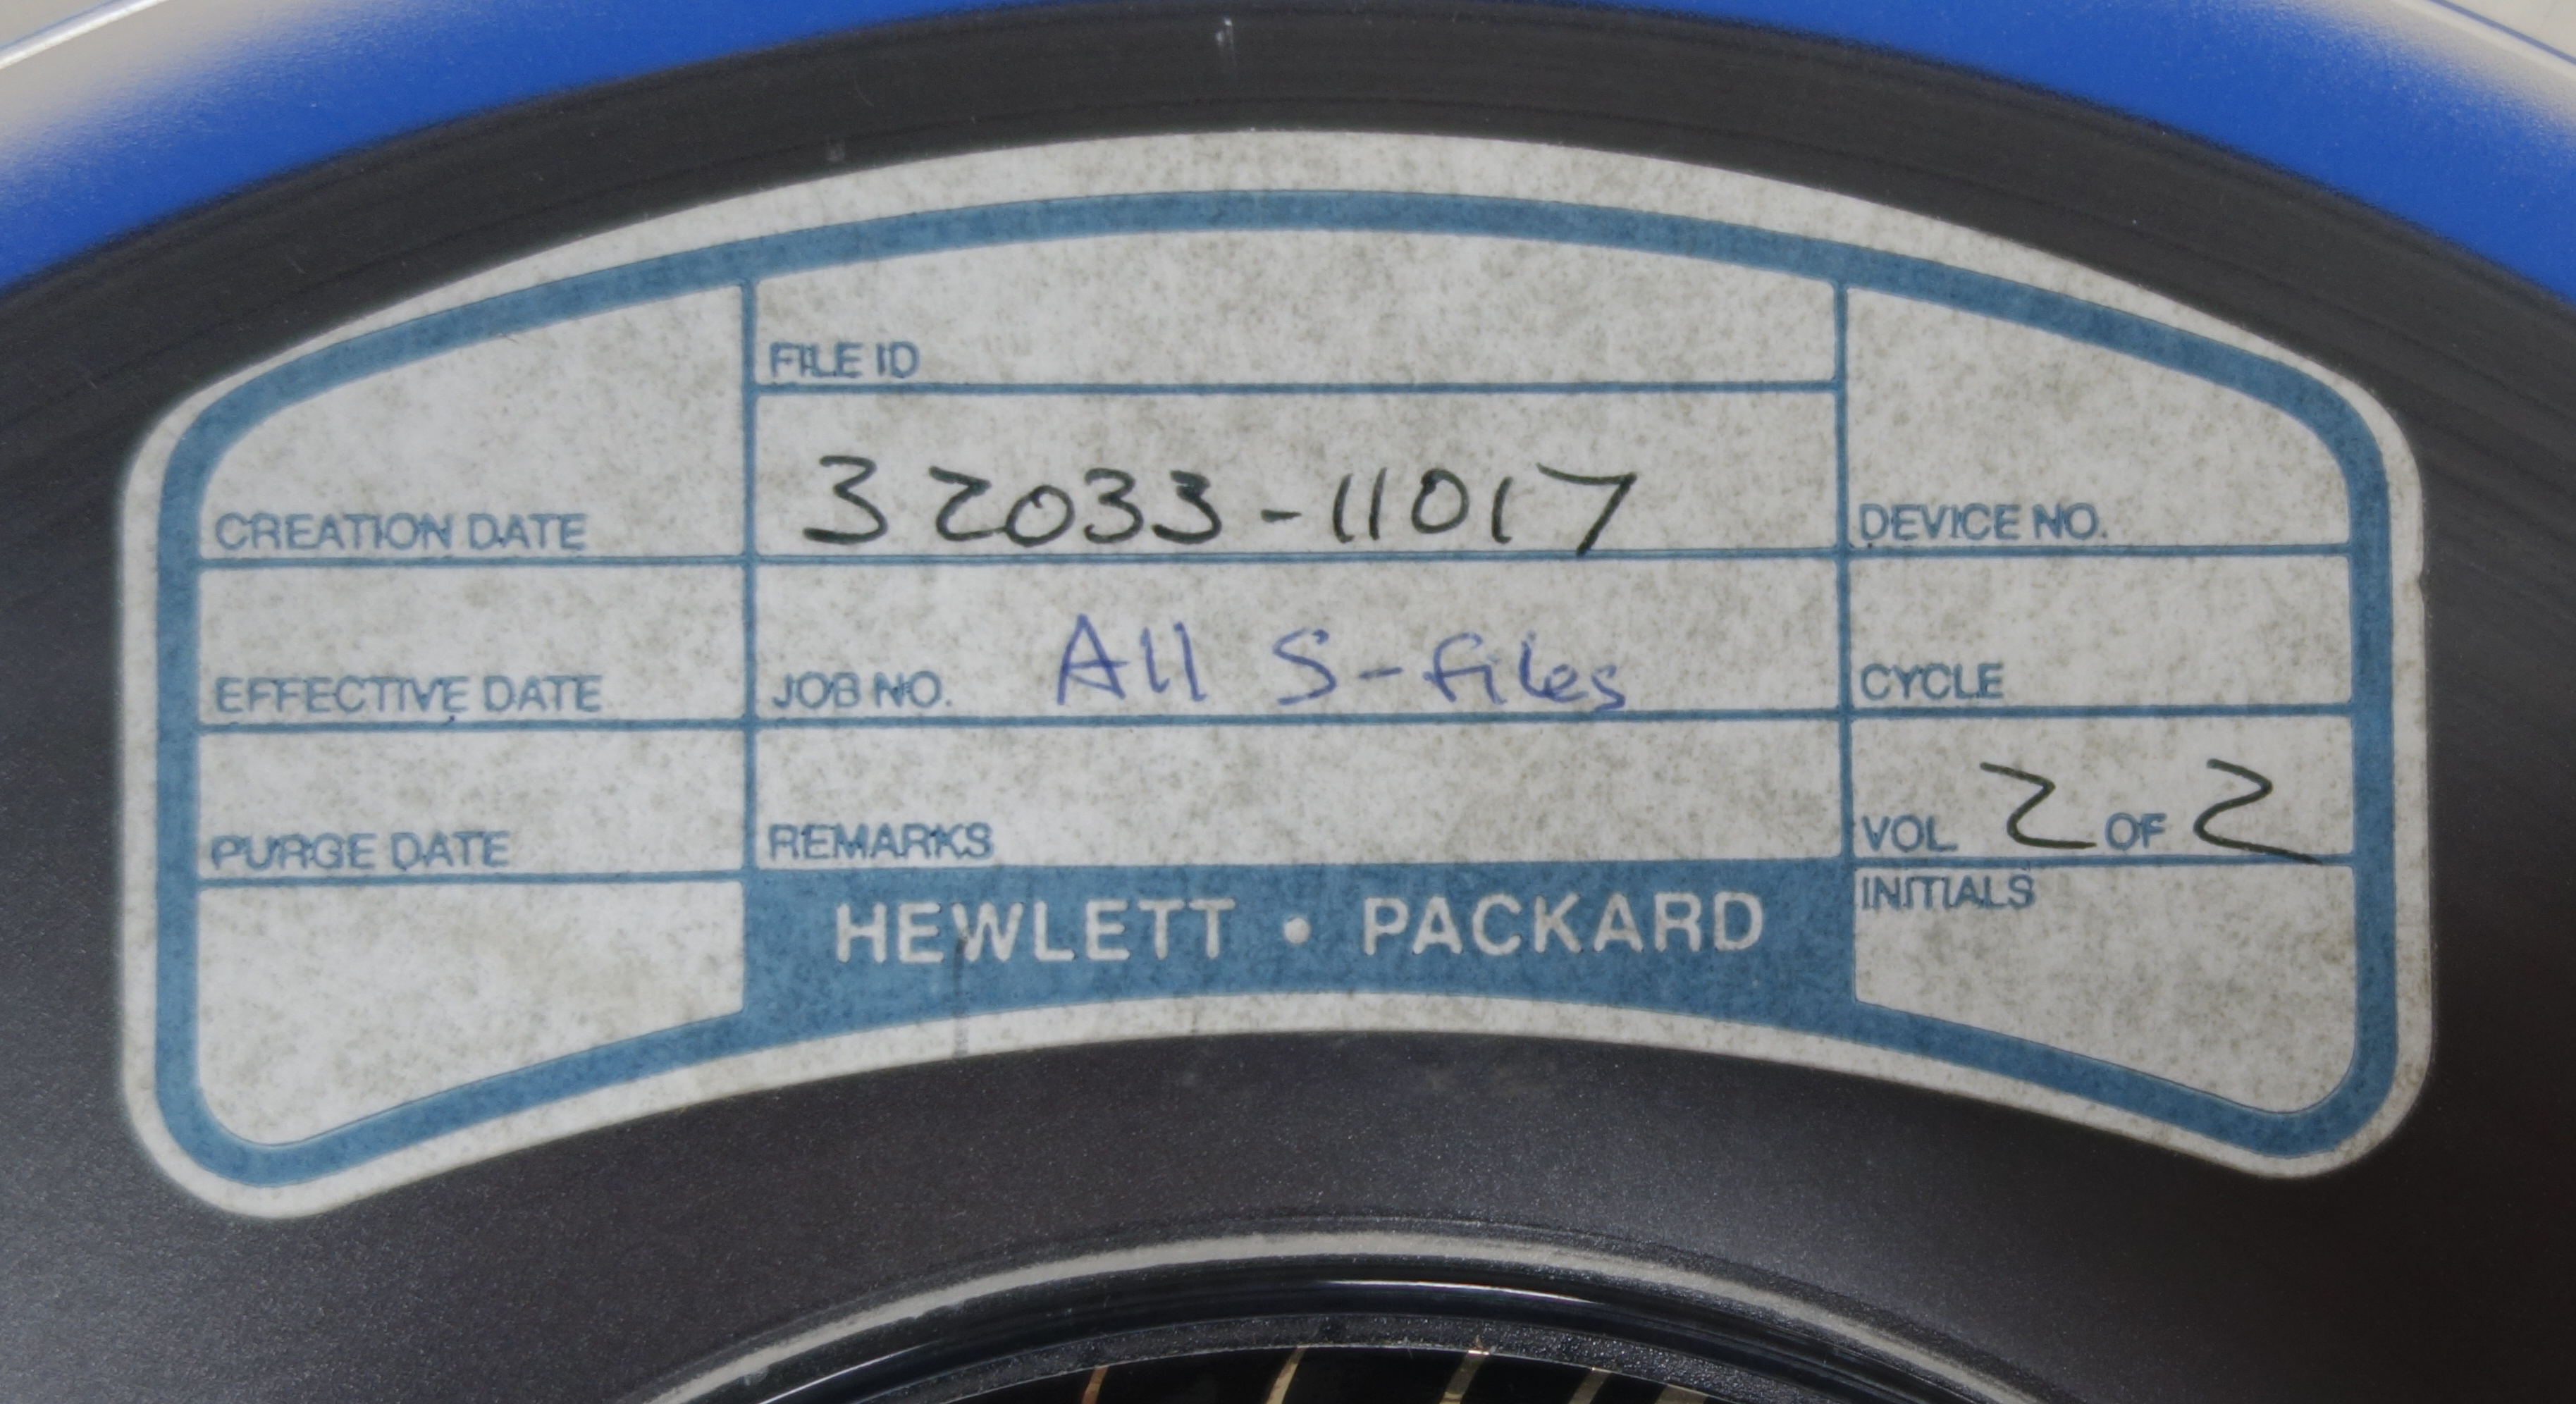 FILE ID
CREATION DATE
32033-11017
DEVICE NO.
EFFECTIVE DATE
JOB NO. All S-files
CYCLE
PURGE DATE
REMARKS
VOL 2 OF 2
HEWLETT • PACKARD
INITIALS